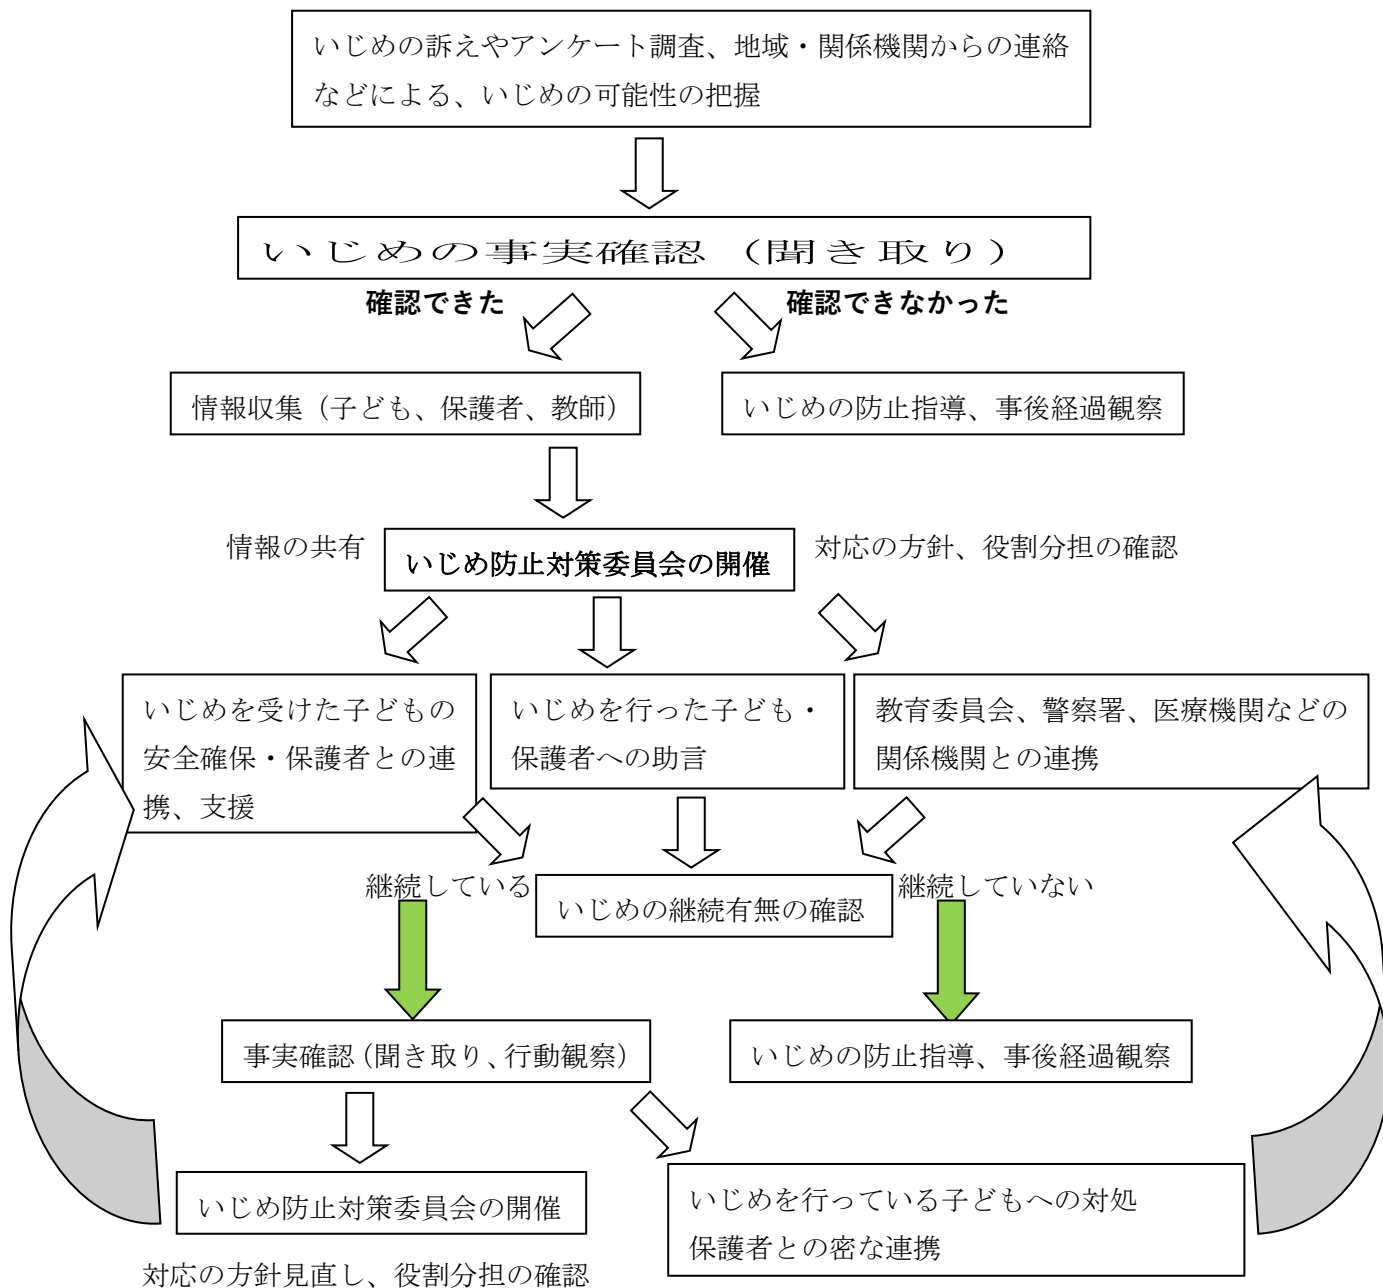 いじめの訴えやアンケート調査、地域・関係機関からの連絡
などによる、いじめの可能性の把握
いじめの事実確認（聞き取り）
確認できた
確認できなかった
情報収集（子ども、保護者、教師）
いじめの防止指導、事後経過観察
情報の共有
いじめ防止対策委員会の開催
対応の方針、役割分担の確認
いじめを受けた子どもの
安全確保・保護者との連
携、支援
いじめを行った子ども・
保護者への助言
教育委員会、警察署、医療機関などの
関係機関との連携
継続している
いじめの継続有無の確認
継続していない
事実確認（聞き取り、行動観察）
いじめの防止指導、事後経過観察
いじめ防止対策委員会の開催
対応の方針見直し、役割分担の確認
いじめを行っている子どもへの対処
保護者との密な連携